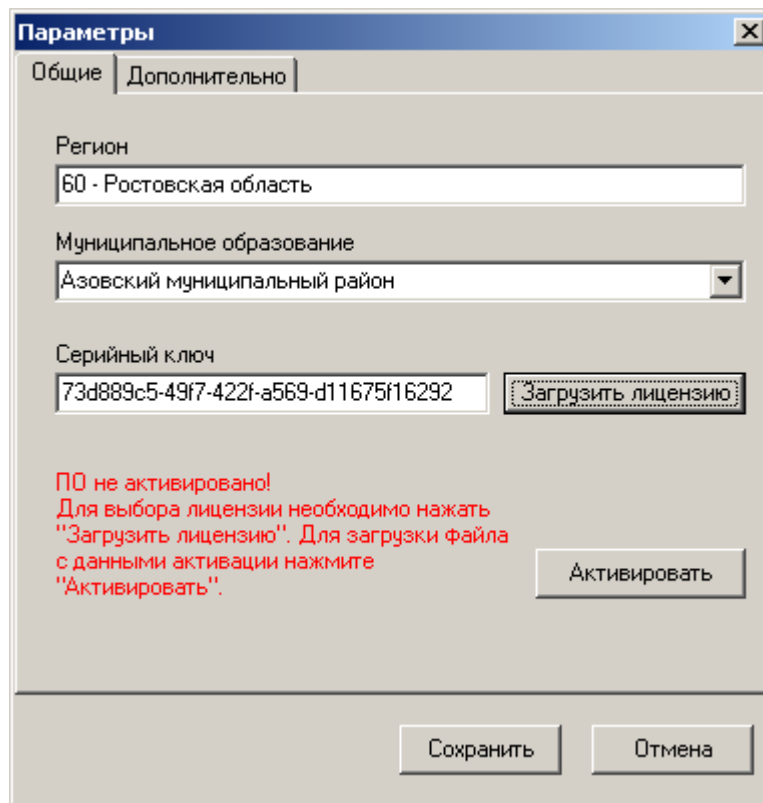 Параметры
Общие
Дополнительно
Регион
60 - Ростовская область
Муниципальное образование
Азовский муниципальный район
Серийный ключ
73d889c5-49f7-422f-a569-d11675f16292
Загрузить лицензию
ПО не активировано!
Для выбора лицензии необходимо нажать
"Загрузить лицензию". Для загрузки файла
с данными активации нажмите
"Активировать".
Активировать
Сохранить
Отмена